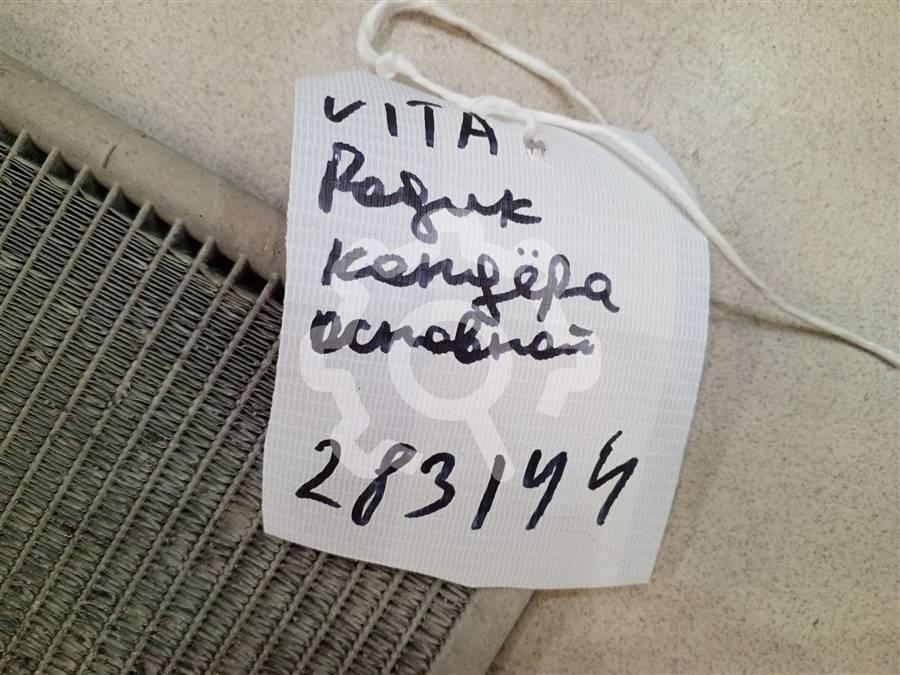 VITA
Радик
кондёра
основной
283144